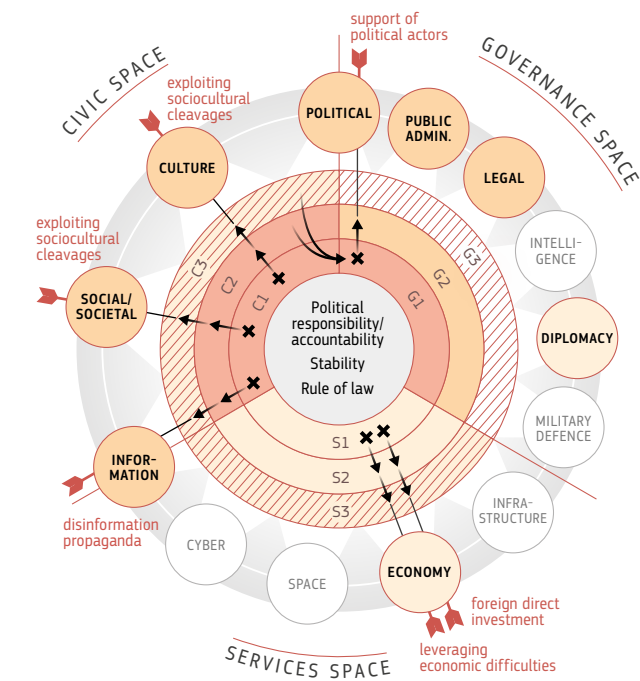 support of
political actors
CIVIC SPACE
GOVERNANCE SPACE
exploiting
sociocultural
cleavages
POLITICAL
PUBLIC
ADMIN.
CULTURE
LEGAL
exploiting
sociocultural
cleavages
INTELLI-
GENCE
C3
C2
C1
G3
G2
G1
SOCIAL/
SOCIETAL
Political
responsibility/
accountability
Stability
Rule of law
DIPLOMACY
MILITARY
DEFENCE
S1
S2
S3
INFOR-
MATION
INFRA-
STRUCTURE
disinformation
propaganda
CYBER
SPACE
ECONOMY
foreign direct
investment
leveraging
economic difficulties
SERVICES SPACE